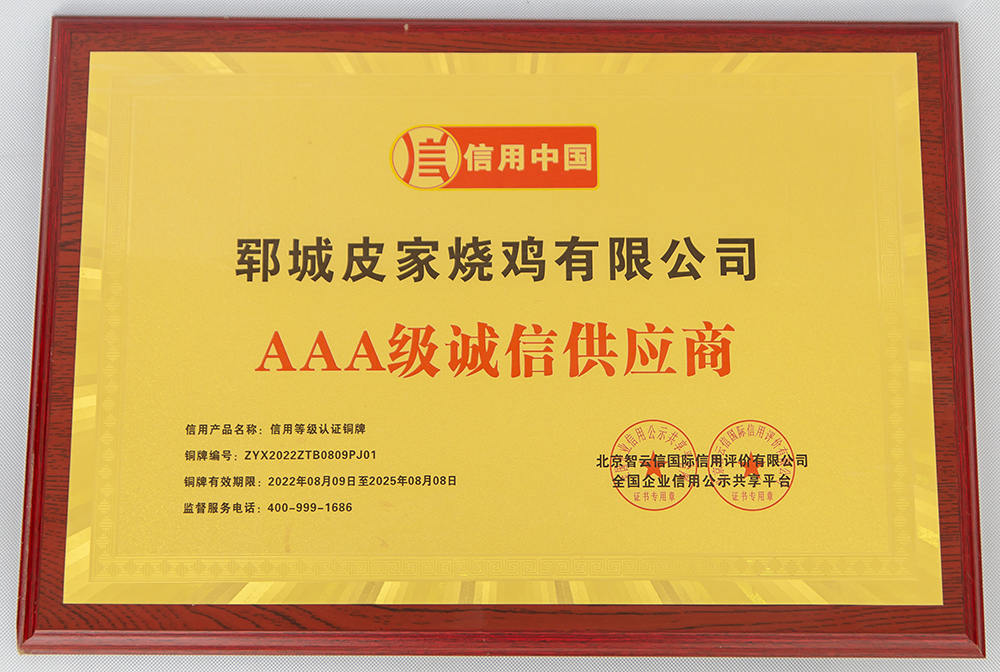 信 信用中国
郓城皮家烧鸡有限公司
AAA级诚信供应商
信用产品名称：信用等级认证铜牌
铜牌编号：ZYX2022ZTB0809PJ01
铜牌有效期限：2022年08月09日至2025年08月08日
监督服务电话：400-999-1686
北京智云信国际信用评价有限公司
全国企业信用公示共享平台
证书专用章
证书专用章